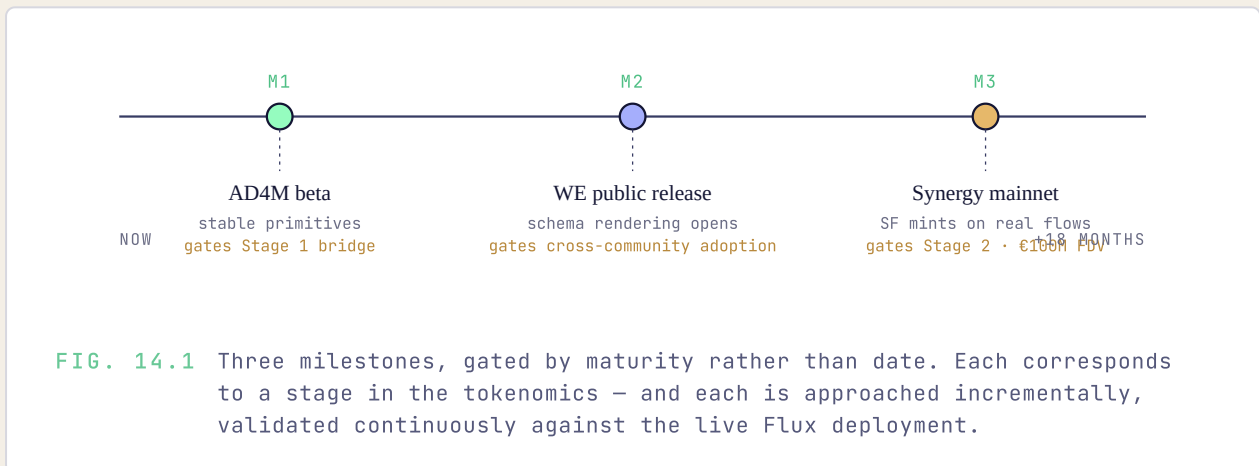 M1 M2 M3
AD4M beta WE public release Synergy mainnet
stable primitives schema rendering opens SF mints on real flows
NOW +18 MONTHS
gates Stage 1 bridge gates cross-community adoption gates Stage 2 · €100M FDV
FIG. 14.1 Three milestones, gated by maturity rather than date. Each corresponds
to a stage in the tokenomics — and each is approached incrementally,
validated continuously against the live Flux deployment.